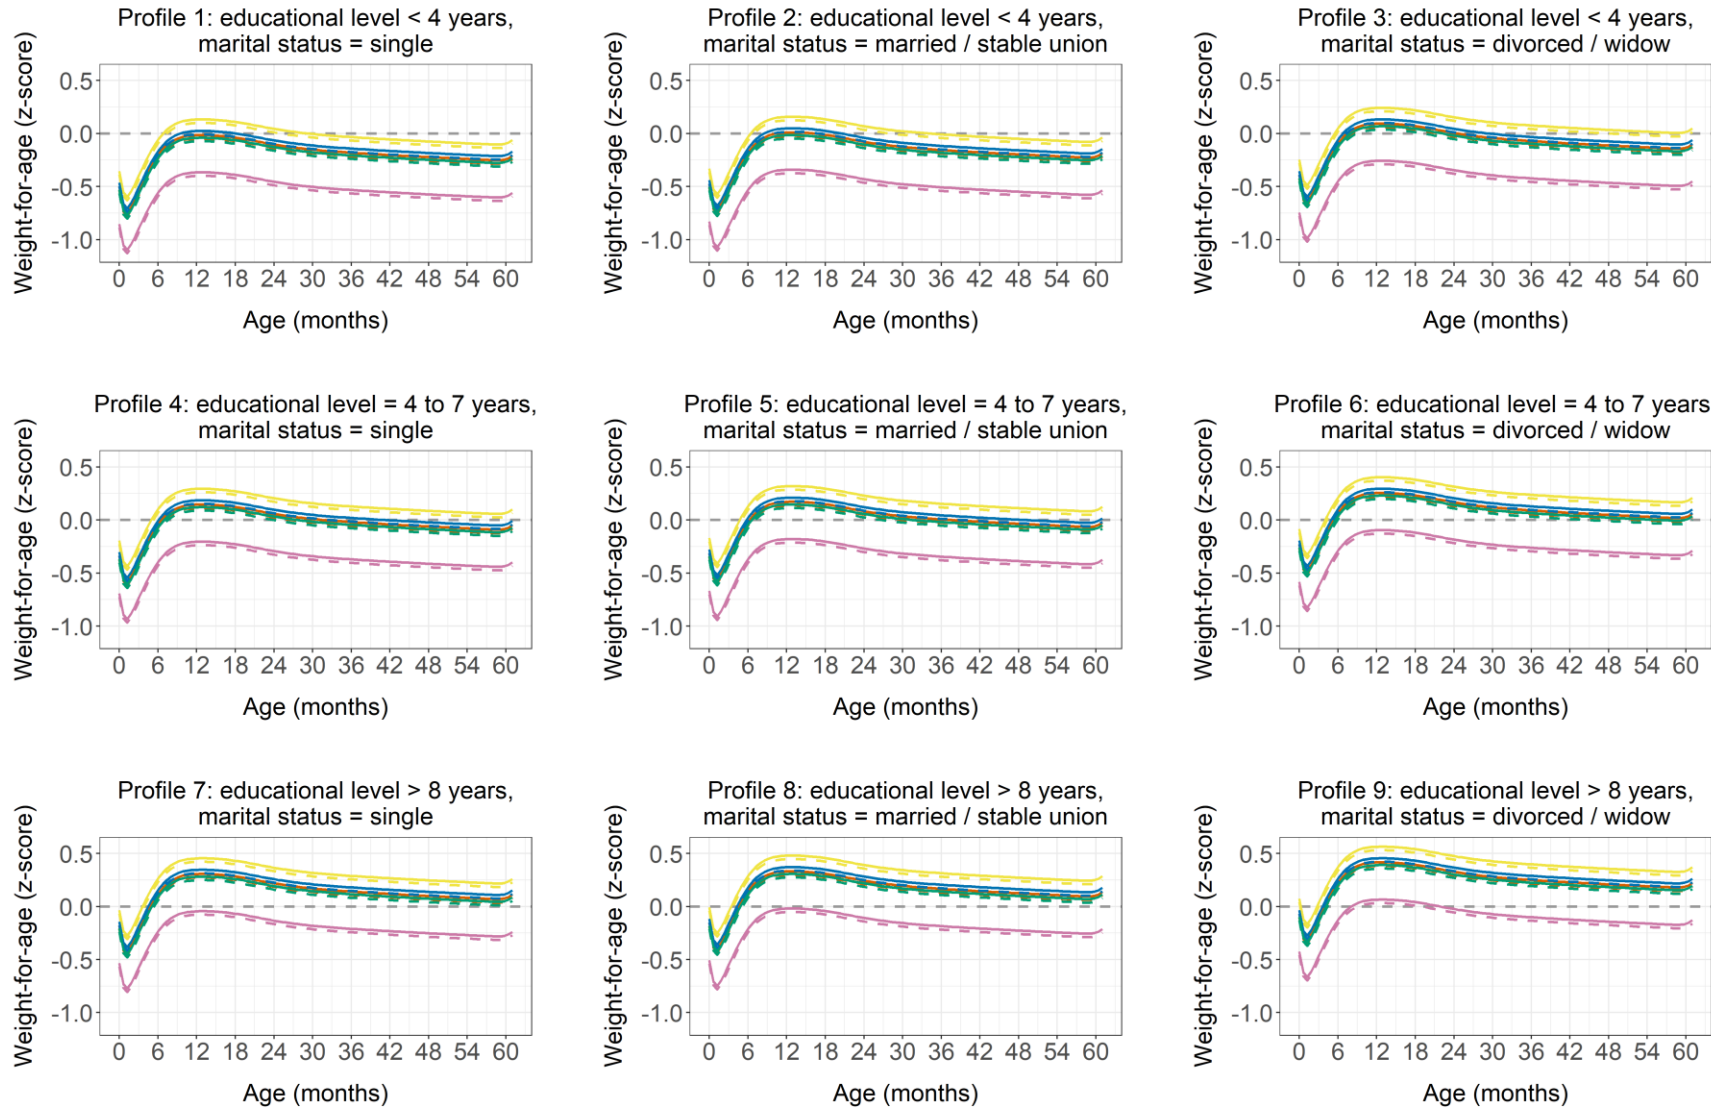 Profile 1: educational level < 4 years,
marital status = single
Profile 2: educational level < 4 years,
marital status = married / stable union
Profile 3: educational level < 4 years,
marital status = divorced / widow
Weight-for-age (z-score)
0.5
0.0
-0.5
-1.0
0 6 12 18 24 30 36 42 48 54 60
Age (months)
Weight-for-age (z-score)
0.5
0.0
-0.5
-1.0
0 6 12 18 24 30 36 42 48 54 60
Age (months)
Weight-for-age (z-score)
0.5
0.0
-0.5
-1.0
0 6 12 18 24 30 36 42 48 54 60
Age (months)
Profile 4: educational level = 4 to 7 years,
marital status = single
Profile 5: educational level = 4 to 7 years,
marital status = married / stable union
Profile 6: educational level = 4 to 7 years
marital status = divorced / widow
Weight-for-age (z-score)
0.5
0.0
-0.5
-1.0
0 6 12 18 24 30 36 42 48 54 60
Age (months)
Weight-for-age (z-score)
0.5
0.0
-0.5
-1.0
0 6 12 18 24 30 36 42 48 54 60
Age (months)
Weight-for-age (z-score)
0.5
0.0
-0.5
-1.0
0 6 12 18 24 30 36 42 48 54 60
Age (months)
Profile 7: educational level > 8 years,
marital status = single
Profile 8: educational level > 8 years,
marital status = married / stable union
Profile 9: educational level > 8 years,
marital status = divorced / widow
Weight-for-age (z-score)
0.5
0.0
-0.5
-1.0
0 6 12 18 24 30 36 42 48 54 60
Age (months)
Weight-for-age (z-score)
0.5
0.0
-0.5
-1.0
0 6 12 18 24 30 36 42 48 54 60
Age (months)
Weight-for-age (z-score)
0.5
0.0
-0.5
-1.0
0 6 12 18 24 30 36 42 48 54 60
Age (months)